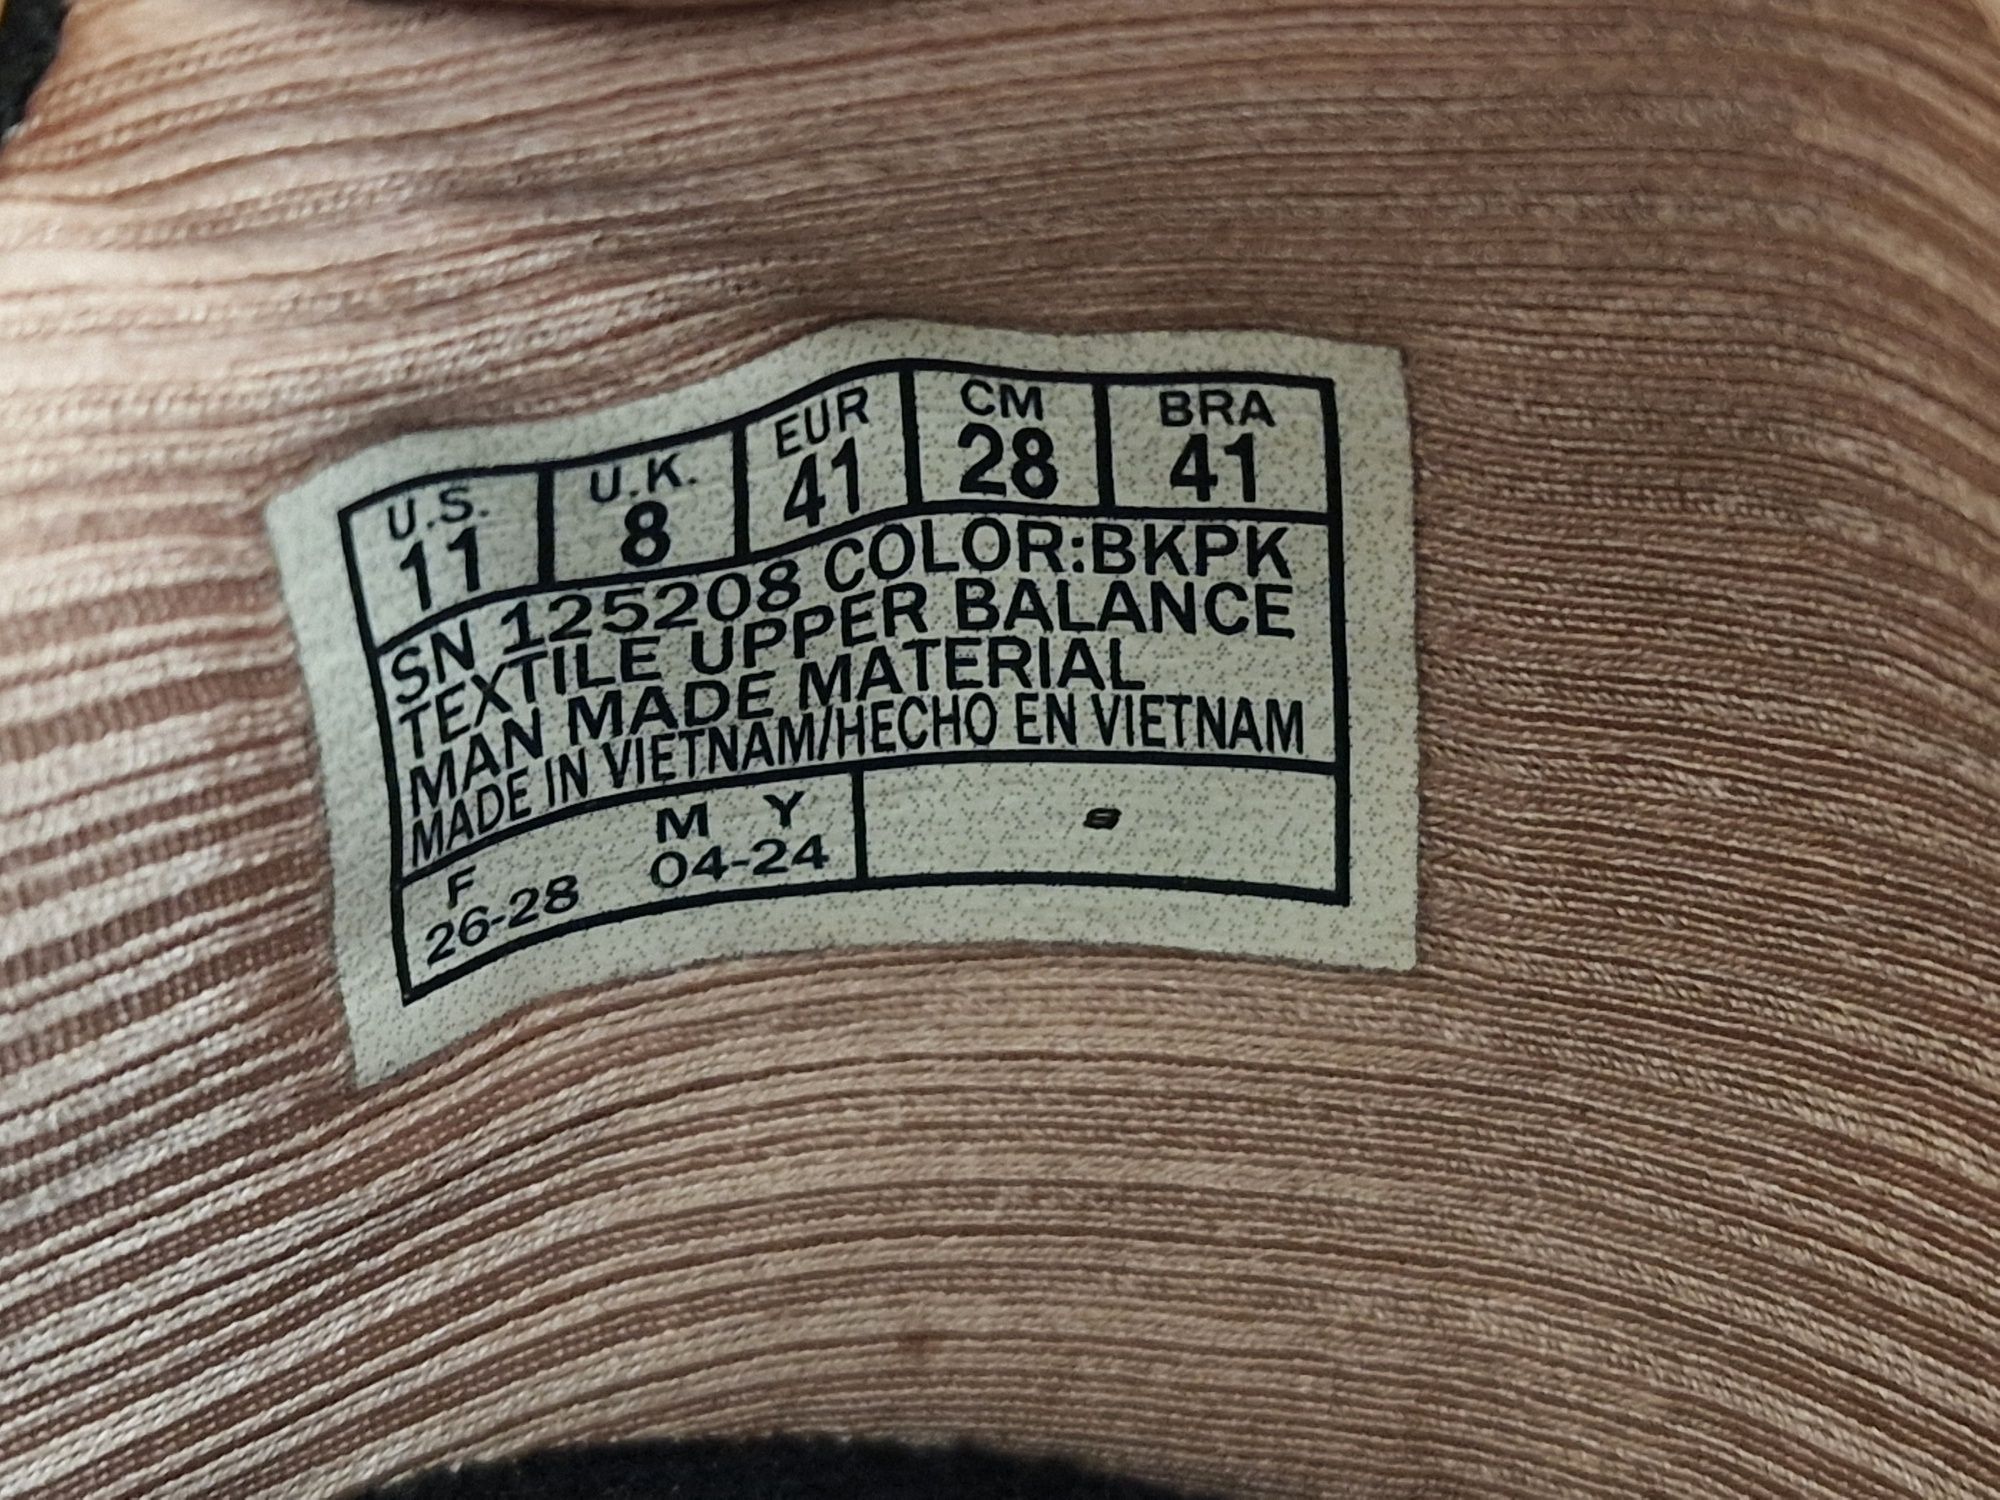 U.S. U.K. EUR CM BRA
11 8 41 28 41
SN 125208 COLOR:BKPK
TEXTILE UPPER BALANCE
MAN MADE MATERIAL
MADE IN VIETNAM/HECHO EN VIETNAM
F M Y
26-28 04-24
8